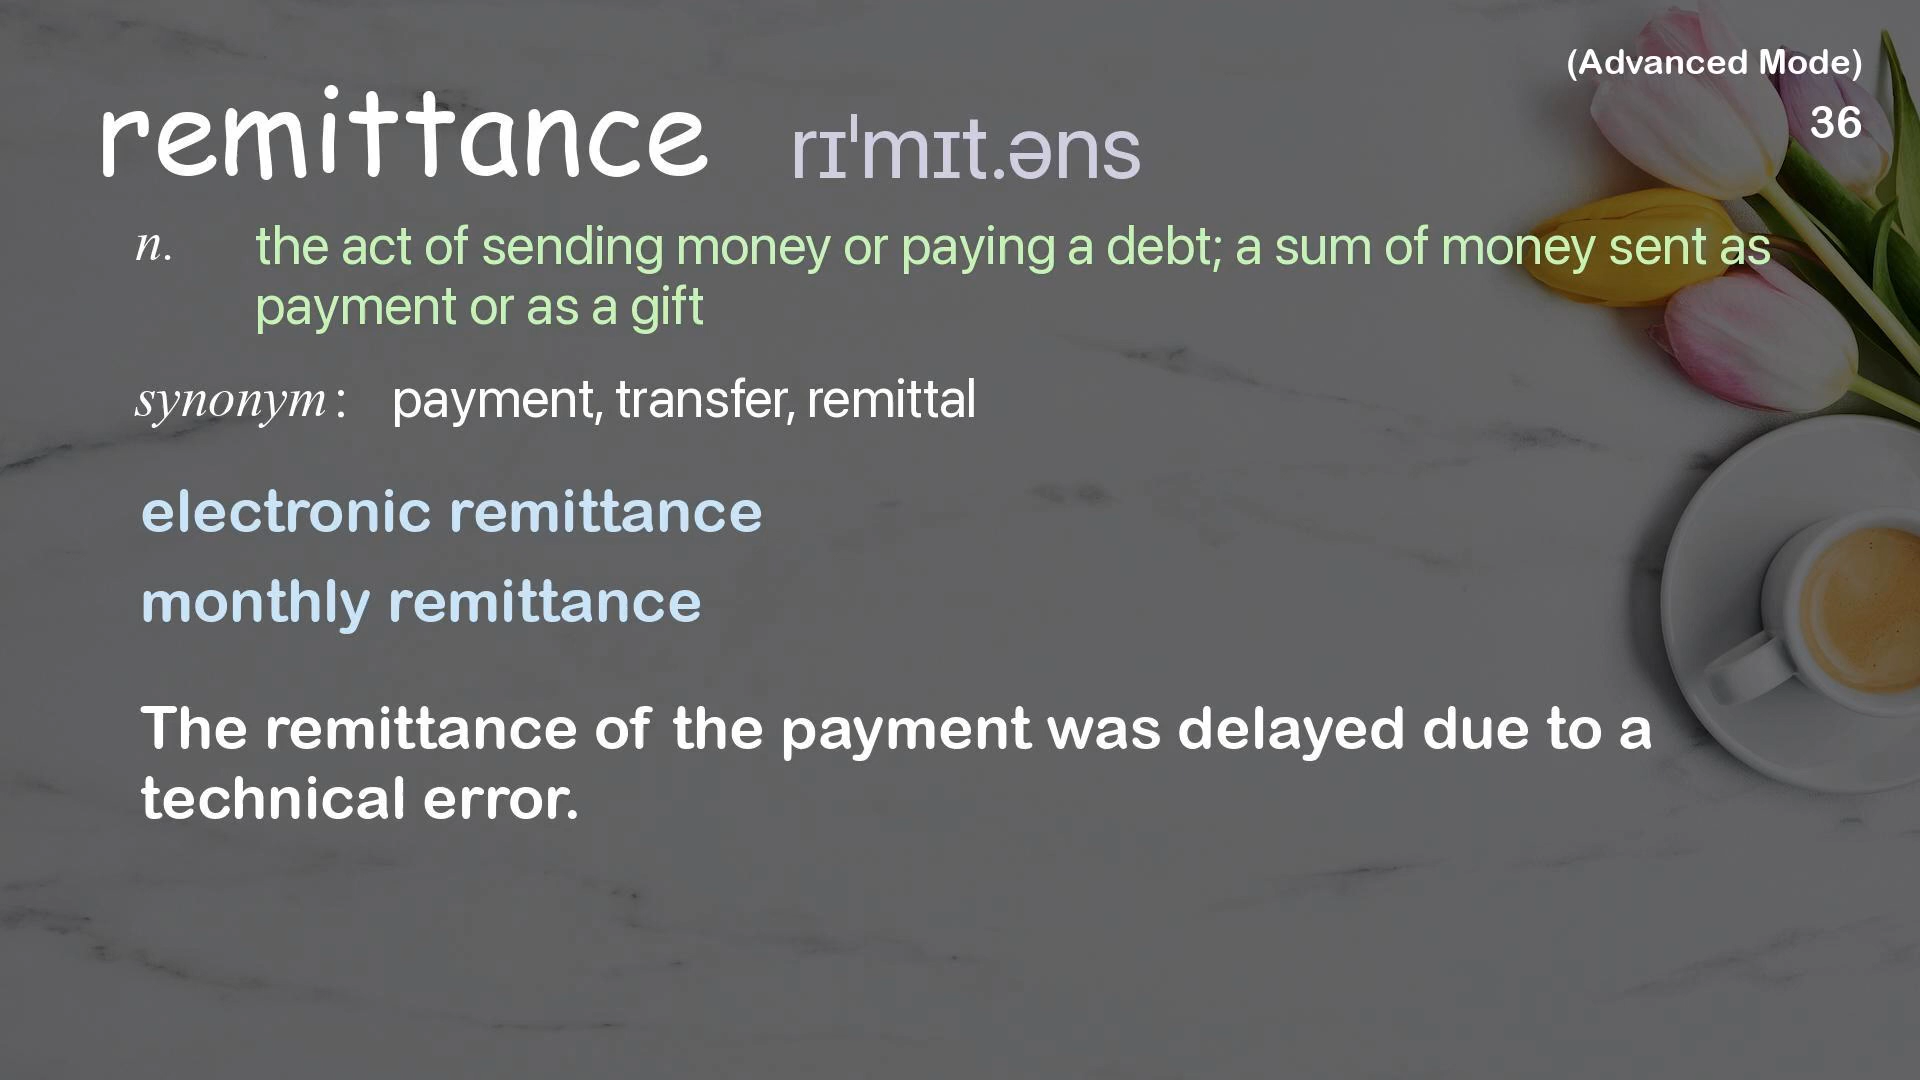 (Advanced Mode)
36
remittance rɪˈmɪt.əns
n. the act of sending money or paying a debt; a sum of money sent as
payment or as a gift
synonym: payment, transfer, remittal
electronic remittance
monthly remittance
The remittance of the payment was delayed due to a
technical error.